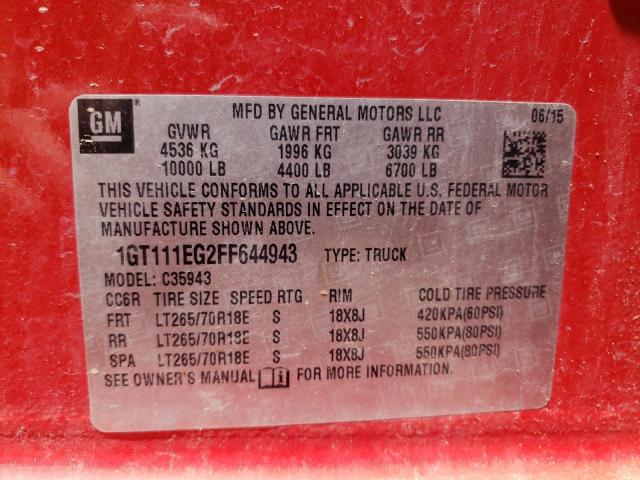 GM ® MFD BY GENERAL MOTORS LLC 06/15
GVWR GAWR FRT GAWR RR
4536 KG 1996 KG 3039 KG
10000 LB 4400 LB 6700 LB
THIS VEHICLE CONFORMS TO ALL APPLICABLE U.S. FEDERAL MOTOR
VEHICLE SAFETY STANDARDS IN EFFECT ON THE DATE OF
MANUFACTURE SHOWN ABOVE.
1GT111EG2FF644943 TYPE: TRUCK
MODEL: C35943
CC6R TIRE SIZE SPEED RTG RIM COLD TIRE PRESSURE
FRT LT265/70R18E S 18X8J 420KPA(60PSI)
RR LT265/70R18E S 18X8J 550KPA(80PSI)
SPA LT265/70R18E S 18X8J 550KPA(80PSI)
SEE OWNER'S MANUAL FOR MORE INFORMATION.